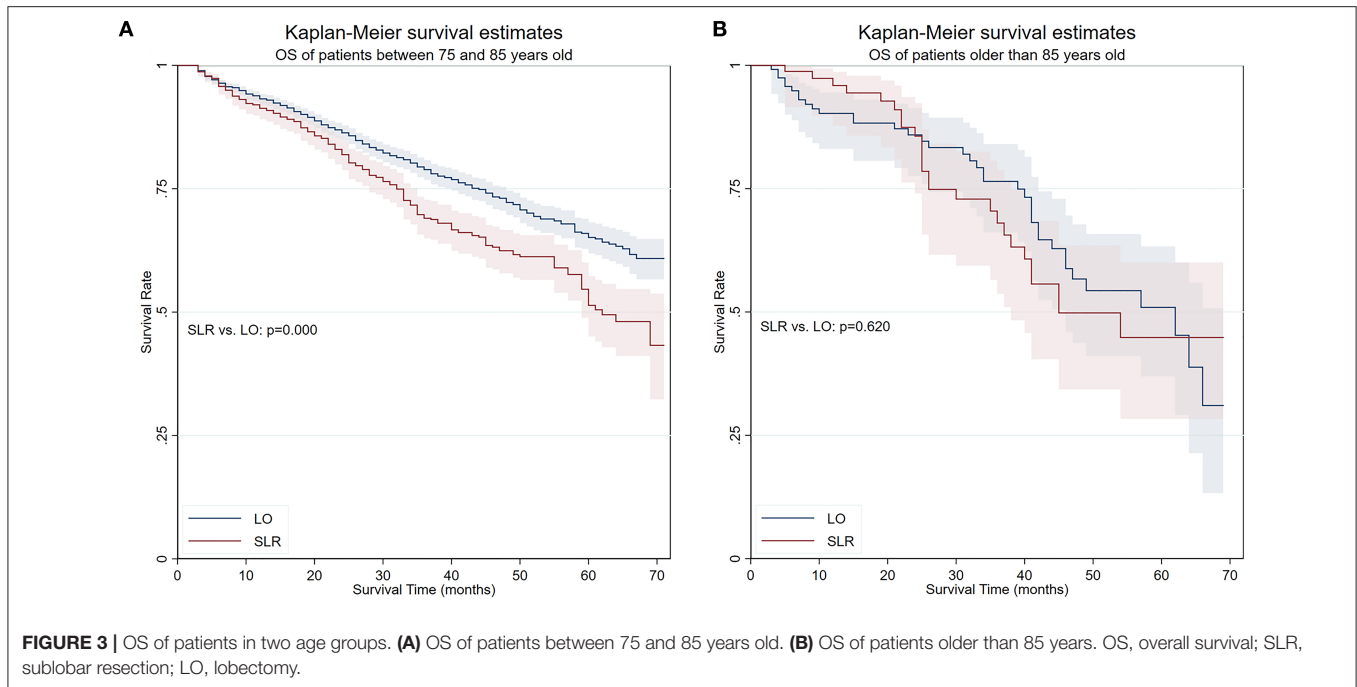 A
Kaplan-Meier survival estimates
OS of patients between 75 and 85 years old
1
.75
.5
.25
0
Survival Rate
SLR vs. LO: p=0.000
LO
SLR
0 10 20 30 40 50 60 70
Survival Time (months)
B
Kaplan-Meier survival estimates
OS of patients older than 85 years old
1
.75
.5
.25
0
Survival Rate
SLR vs. LO: p=0.620
LO
SLR
0 10 20 30 40 50 60 70
Survival Time (months)
FIGURE 3 | OS of patients in two age groups. (A) OS of patients between 75 and 85 years old. (B) OS of patients older than 85 years. OS, overall survival; SLR,
sublobar resection; LO, lobectomy.